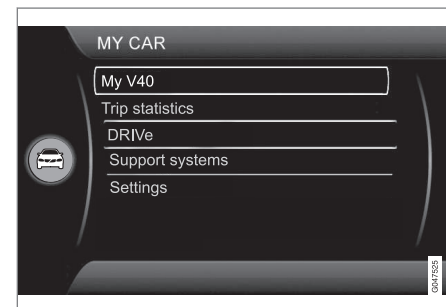 MY CAR
My V40
Trip statistics
DRIVe
Support systems
Settings
G047525